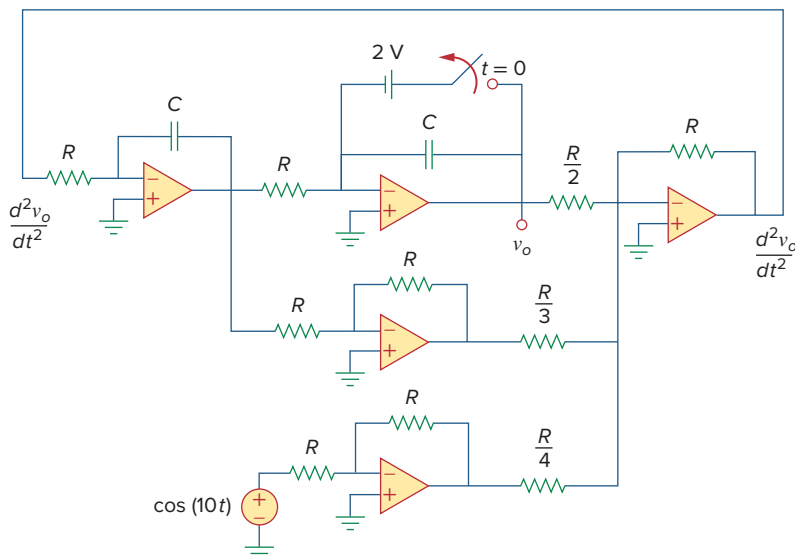 2 V
t = 0
C
C
R
R
R/2
R
d²vₒ/dt²
vₒ
d²vₒ/dt²
R
R
R/3
R
R
R/4
cos (10t)
+
−